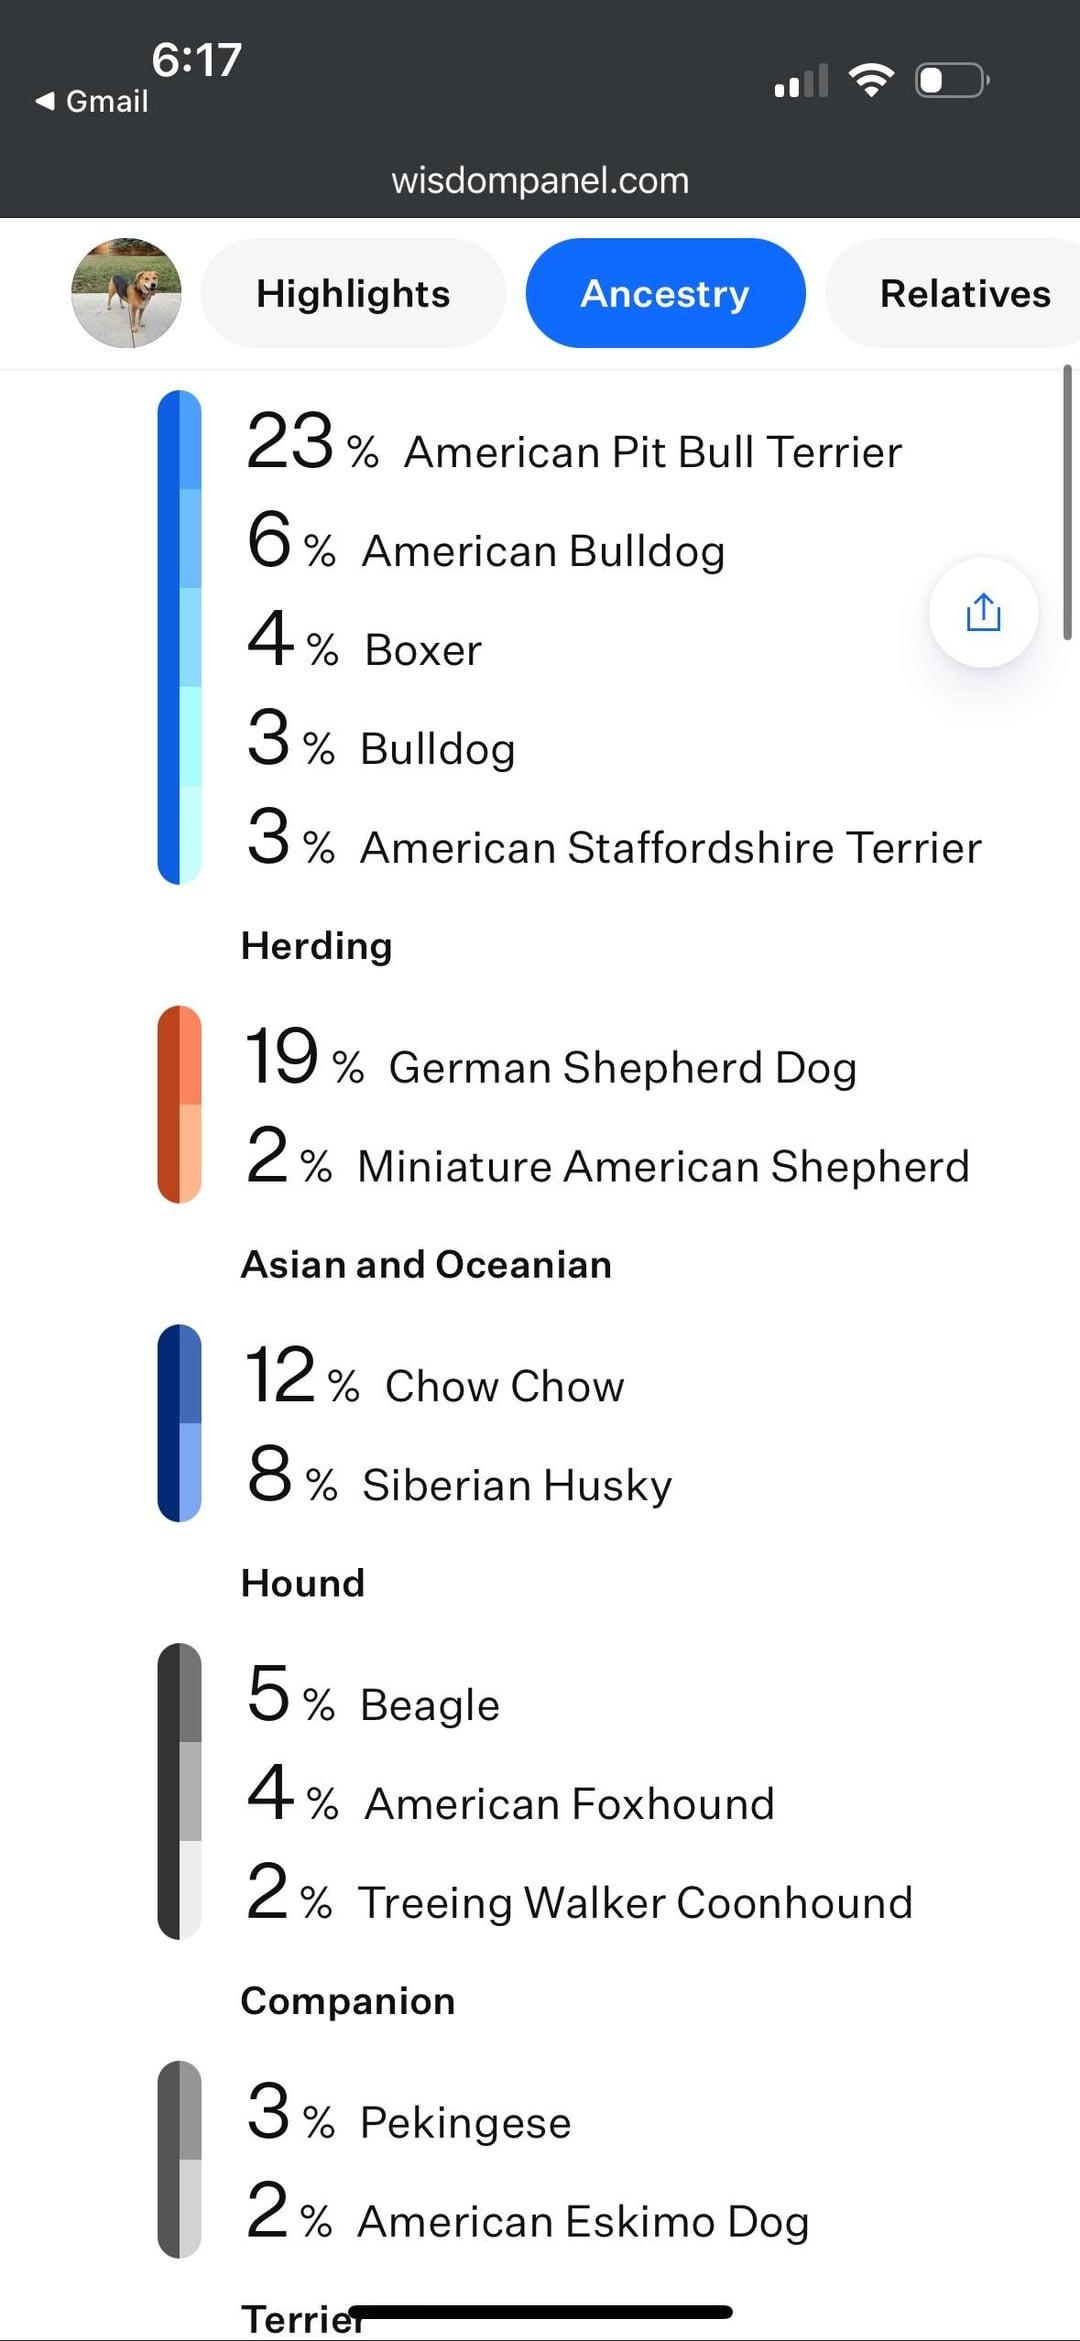 6:17
◀ Gmail
wisdompanel.com
Highlights
Ancestry
Relatives
23 % American Pit Bull Terrier
6 % American Bulldog
4 % Boxer
3 % Bulldog
3 % American Staffordshire Terrier
Herding
19 % German Shepherd Dog
2 % Miniature American Shepherd
Asian and Oceanian
12 % Chow Chow
8 % Siberian Husky
Hound
5 % Beagle
4 % American Foxhound
2 % Treeing Walker Coonhound
Companion
3 % Pekingese
2 % American Eskimo Dog
Terrier